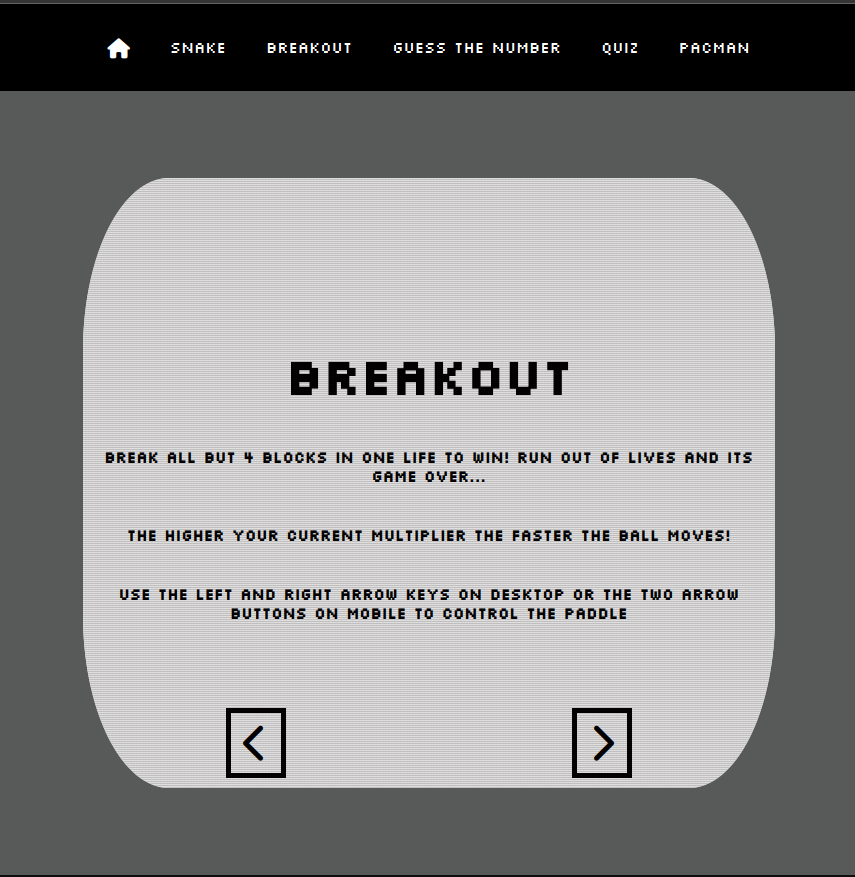 SNAKE BREAKOUT GUESS THE NUMBER QUIZ PACMAN
BREAKOUT
BREAK ALL BUT 4 BLOCKS IN ONE LIFE TO WIN! RUN OUT OF LIVES AND ITS
GAME OVER...
THE HIGHER YOUR CURRENT MULTIPLIER THE FASTER THE BALL MOVES!
USE THE LEFT AND RIGHT ARROW KEYS ON DESKTOP OR THE TWO ARROW
BUTTONS ON MOBILE TO CONTROL THE PADDLE